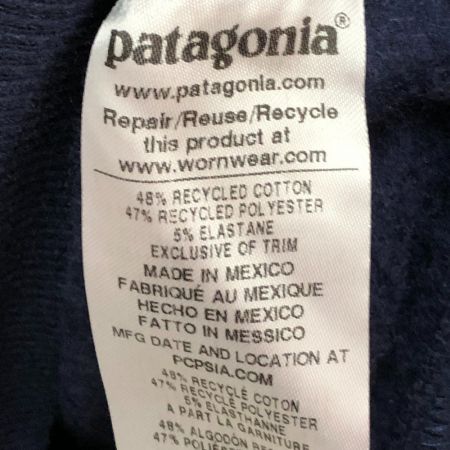 patagonia®
www.patagonia.com
Repair/Reuse/Recycle
this product at
www.wornwear.com
48% RECYCLED COTTON
47% RECYCLED POLYESTER
5% ELASTANE
EXCLUSIVE OF TRIM
MADE IN MEXICO
FABRIQUÉ AU MEXIQUE
HECHO EN MEXICO
FATTO IN MESSICO
MFG DATE AND LOCATION AT
PCPSIA.COM
48% RECYCLÉ COTON
47% RECYCLÉ POLYESTER
5% ELASTHANNE
A PART LA GARNITURE
48% ALGODÓN
47%